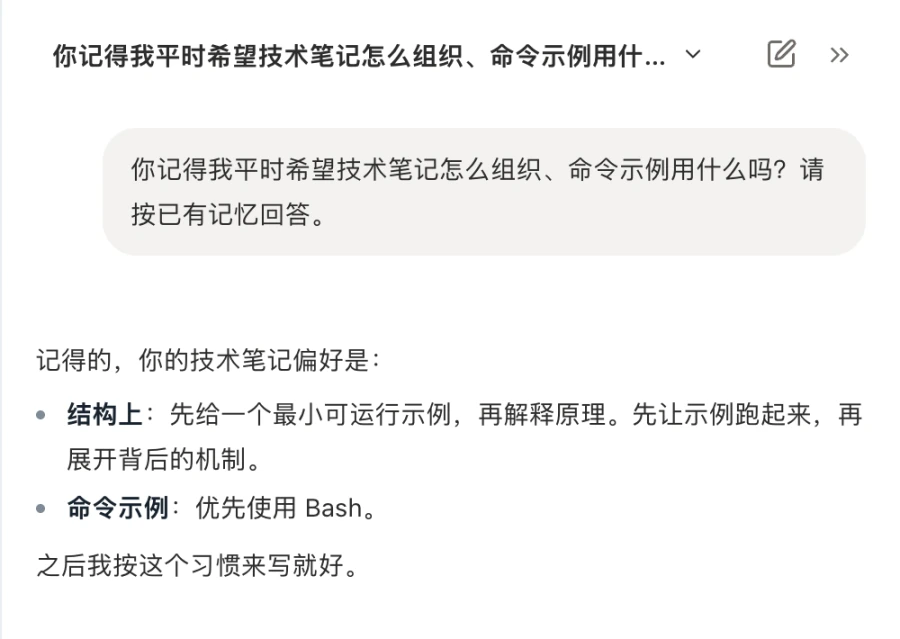 你记得我平时希望技术笔记怎么组织、命令示例用什...
你记得我平时希望技术笔记怎么组织、命令示例用什么吗？请
按已有记忆回答。
记得的，你的技术笔记偏好是：
结构上：先给一个最小可运行示例，再解释原理。先让示例跑起来，再
展开背后的机制。
命令示例：优先使用 Bash。
之后我按这个习惯来写就好。